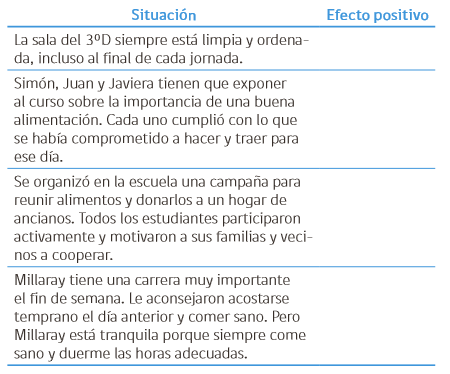 Situación Efecto positivo
La sala del 3ºD siempre está limpia y ordena-
da, incluso al final de cada jornada.
Simón, Juan y Javiera tienen que exponer
al curso sobre la importancia de una buena
alimentación. Cada uno cumplió con lo que
se había comprometido a hacer y traer para
ese día.
Se organizó en la escuela una campaña para
reunir alimentos y donarlos a un hogar de
ancianos. Todos los estudiantes participaron
activamente y motivaron a sus familias y veci-
nos a cooperar.
Millaray tiene una carrera muy importante
el fin de semana. Le aconsejaron acostarse
temprano el día anterior y comer sano. Pero
Millaray está tranquila porque siempre come
sano y duerme las horas adecuadas.